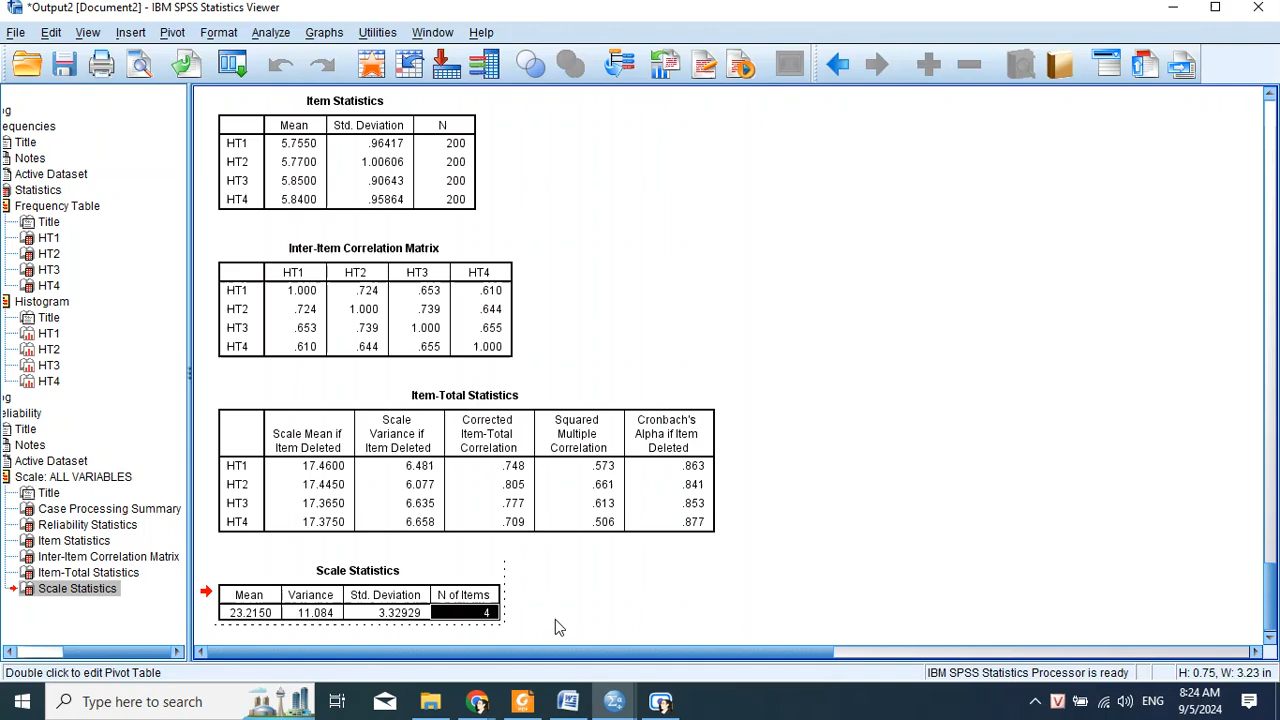 *Output2 [Document2] - IBM SPSS Statistics Viewer
File Edit View Insert Pivot Format Analyze Graphs Utilities Window Help
og
equencies
Title
Notes
Active Dataset
Statistics
Frequency Table
Title
HT1
HT2
HT3
HT4
Histogram
Title
HT1
HT2
HT3
HT4
og
eliability
Title
Notes
Active Dataset
Scale: ALL VARIABLES
Title
Case Processing Summary
Reliability Statistics
Item Statistics
Inter-Item Correlation Matrix
Item-Total Statistics
Scale Statistics
Item Statistics
Mean Std. Deviation N
HT1 5.7550 .96417 200
HT2 5.7700 1.00606 200
HT3 5.8500 .90643 200
HT4 5.8400 .95864 200
Inter-Item Correlation Matrix
HT1 HT2 HT3 HT4
HT1 1.000 .724 .653 .610
HT2 .724 1.000 .739 .644
HT3 .653 .739 1.000 .655
HT4 .610 .644 .655 1.000
Item-Total Statistics
Scale Mean if Item Deleted Scale Variance if Item Deleted Corrected Item-Total Correlation Squared Multiple Correlation Cronbach's Alpha if Item Deleted
HT1 17.4600 6.481 .748 .573 .863
HT2 17.4450 6.077 .805 .661 .841
HT3 17.3650 6.635 .777 .613 .853
HT4 17.3750 6.658 .709 .506 .877
Scale Statistics
Mean Variance Std. Deviation N of Items
23.2150 11.084 3.32929 4
Double click to edit Pivot Table IBM SPSS Statistics Processor is ready H: 0.75, W: 3.23 in
Type here to search ENG 8:24 AM
9/5/2024